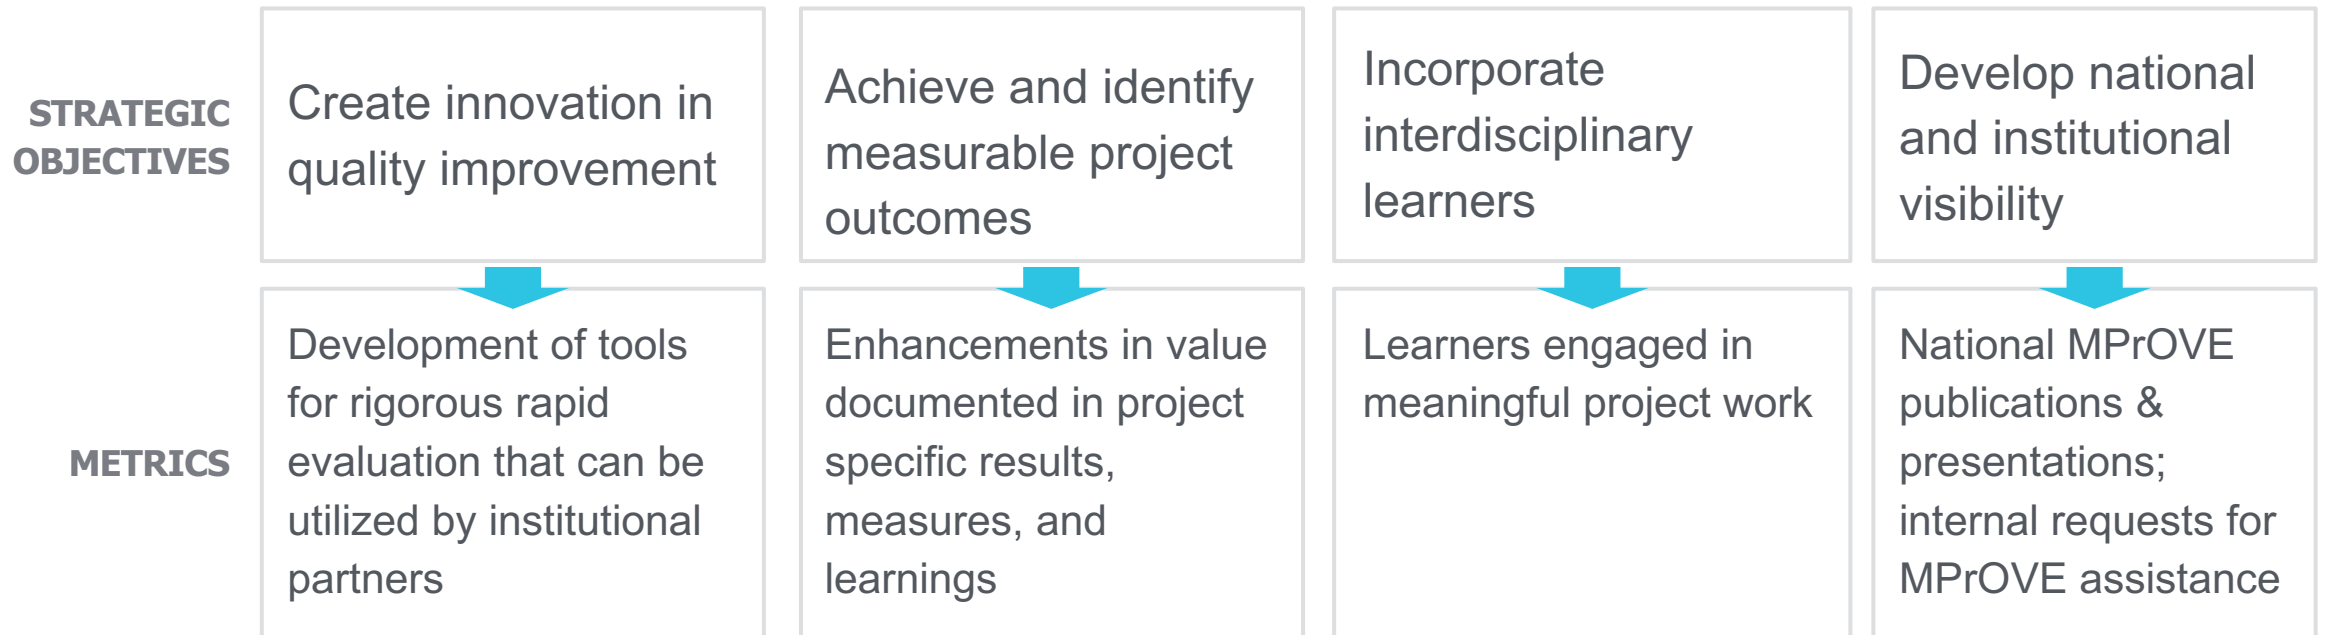 STRATEGIC
OBJECTIVES
Create innovation in
quality improvement
Achieve and identify
measurable project
outcomes
Incorporate
interdisciplinary
learners
Develop national
and institutional
visibility
METRICS
Development of tools
for rigorous rapid
evaluation that can be
utilized by institutional
partners
Enhancements in value
documented in project
specific results,
measures, and
learnings
Learners engaged in
meaningful project work
National MPrOVE
publications &
presentations;
internal requests for
MPrOVE assistance